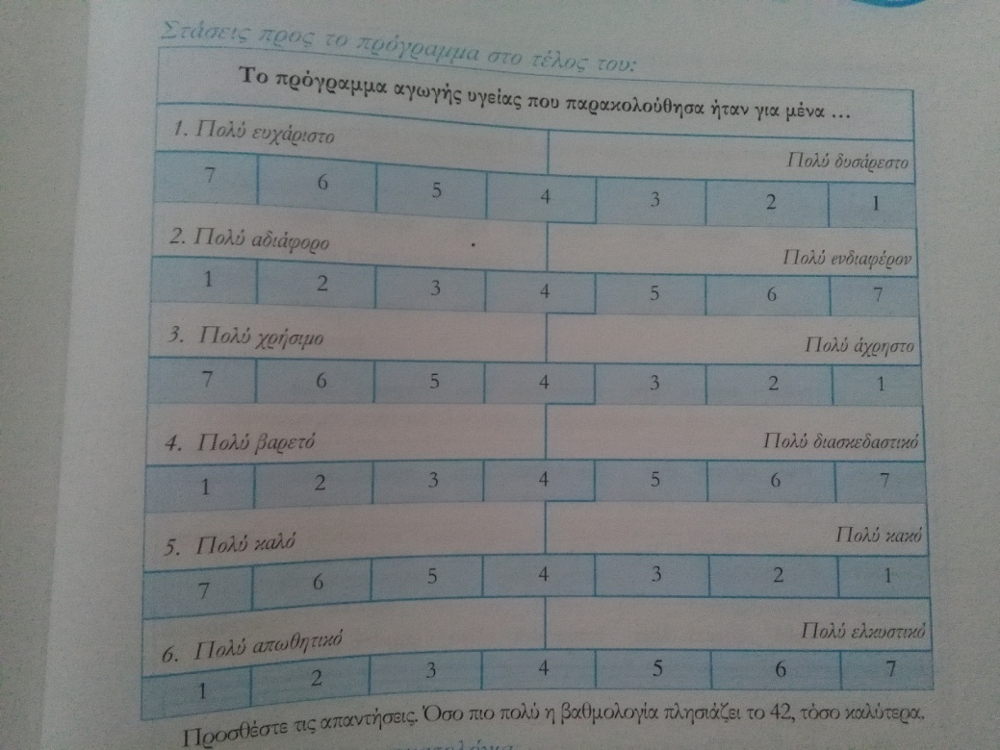 Στάσεις προς το πρόγραμμα στο τέλος του:
Το πρόγραμμα αγωγής υγείας που παρακολούθησα ήταν για μένα ...
1. Πολύ ευχάριστο Πολύ δυσάρεστο
7 6 5 4 3 2 1
2. Πολύ αδιάφορο Πολύ ενδιαφέρον
1 2 3 4 5 6 7
3. Πολύ χρήσιμο Πολύ άχρηστο
7 6 5 4 3 2 1
4. Πολύ βαρετό Πολύ διασκεδαστικό
1 2 3 4 5 6 7
5. Πολύ καλό Πολύ κακό
7 6 5 4 3 2 1
6. Πολύ απωθητικό Πολύ ελκυστικό
1 2 3 4 5 6 7
Προσθέστε τις απαντήσεις. Όσο πιο πολύ η βαθμολογία πλησιάζει το 42, τόσο καλύτερα.